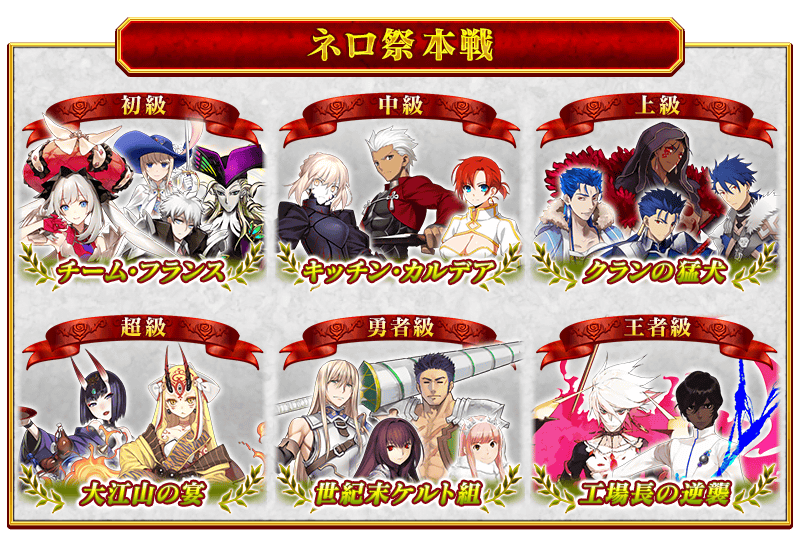 ネロ祭本戦
初級
中級
上級
チーム・フランス
キッチン・カルデア
クランの猛犬
超級
勇者級
王者級
大江山の宴
世紀末ケルト組
工場長の逆襲